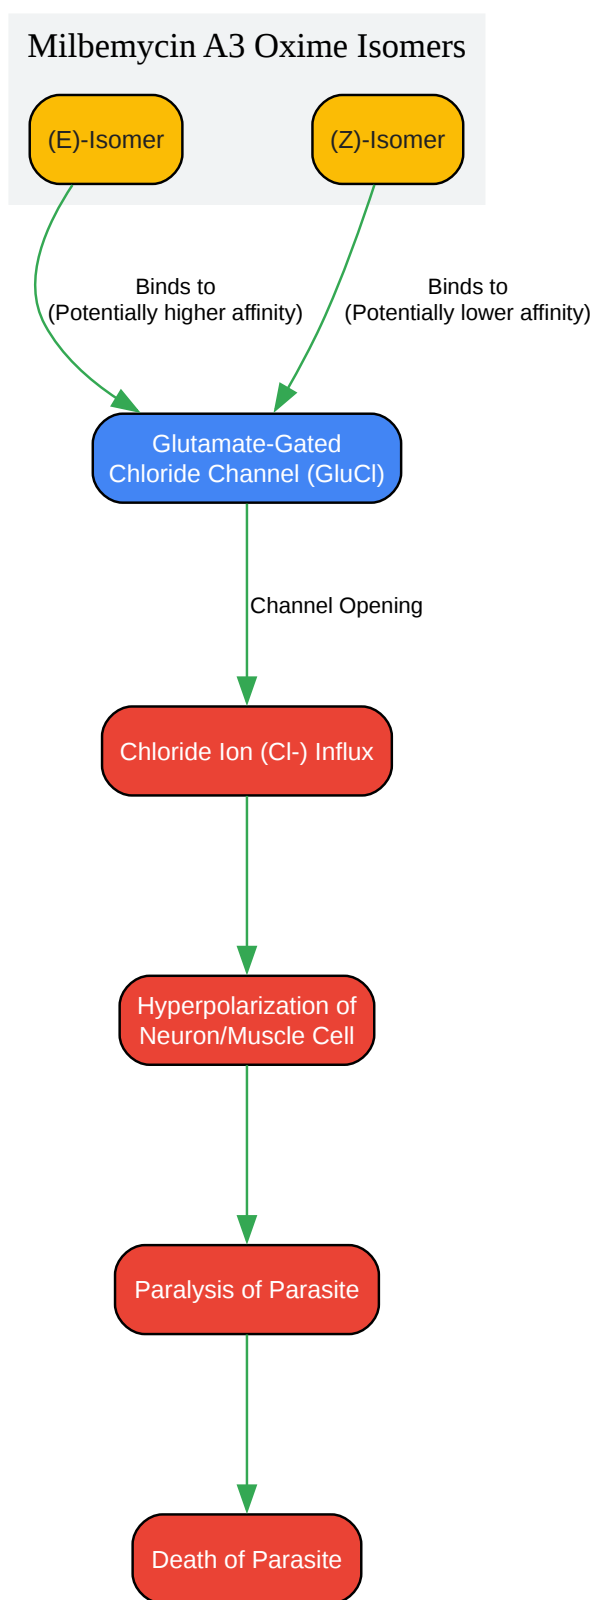 Milbemycin A3 Oxime Isomers
(E)-Isomer
(Z)-Isomer
Binds to
(Potentially higher affinity)
Binds to
(Potentially lower affinity)
Glutamate-Gated
Chloride Channel (GluCl)
Channel Opening
Chloride Ion (Cl-) Influx
Hyperpolarization of
Neuron/Muscle Cell
Paralysis of Parasite
Death of Parasite